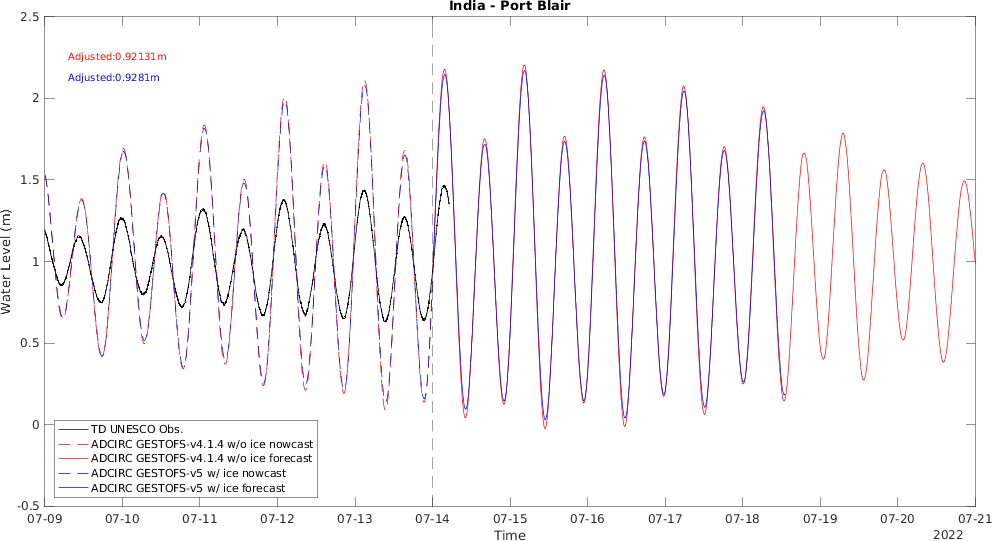 India - Port Blair
Adjusted:0.92131m
Adjusted:0.9281m
2.5
2
1.5
1
0.5
0
-0.5
Water Level (m)
TD UNESCO Obs.
ADCIRC GESTOFS-v4.1.4 w/o ice nowcast
ADCIRC GESTOFS-v4.1.4 w/o ice forecast
ADCIRC GESTOFS-v5 w/ ice nowcast
ADCIRC GESTOFS-v5 w/ ice forecast
07-09 07-10 07-11 07-12 07-13 07-14 07-15 07-16 07-17 07-18 07-19 07-20 07-21
Time
2022